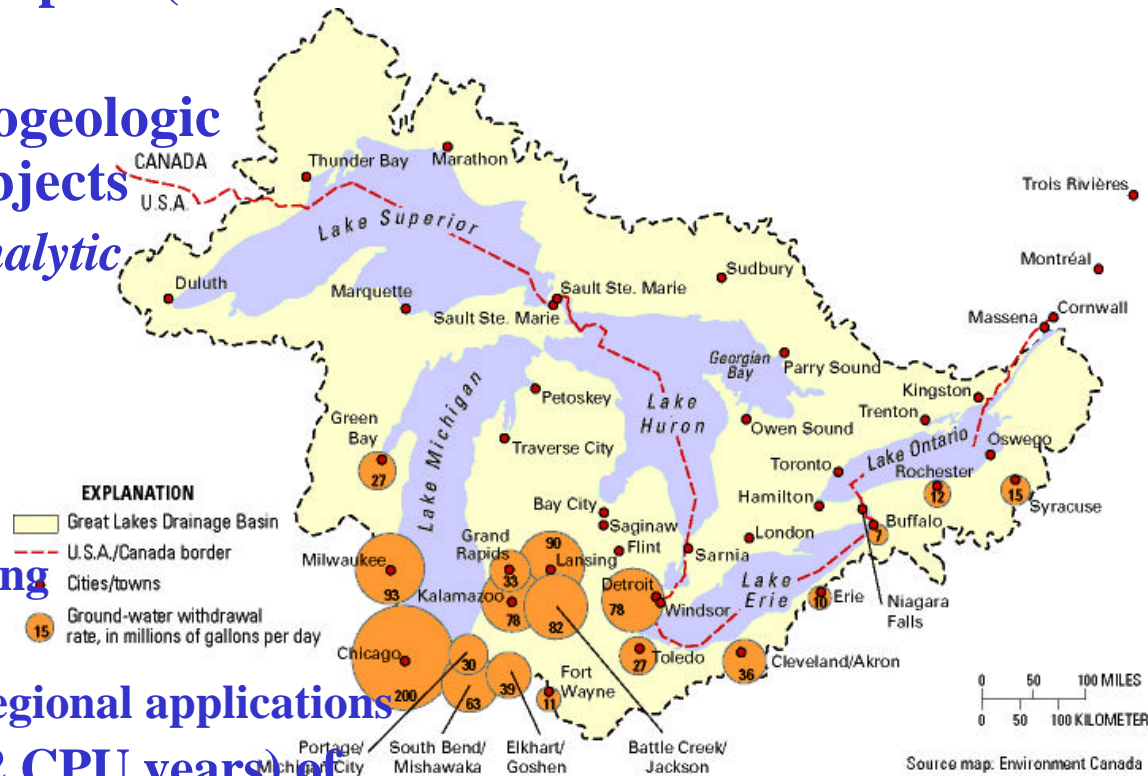 ogeologic
CANADA
U.S.A.
ojects
nalytic
Thunder Bay
Marathon
Lake Superior
Trois Rivières
Montréal
Duluth
Marquette
Sault Ste. Marie
Sault Ste. Marie
Sudbury
Cornwall
Massena
Georgian
Bay
Parry Sound
Kingston
Petoskey
Lake
Huron
Lake Michigan
Owen Sound
Trenton
Green
Bay
27
Traverse City
Lake Ontario
Oswego
Toronto
Rochester
12
15
Syracuse
EXPLANATION
Great Lakes Drainage Basin
U.S.A./Canada border
Cities/towns
Ground-water withdrawal
rate, in millions of gallons per day
15
ng
Bay City
Saginaw
Flint
Hamilton
London
Sarnia
Buffalo
7
Niagara
Falls
Milwaukee
93
Grand
Rapids
33
90
Lansing
Kalamazoo
78
82
Detroit
78
Windsor
Lake
Erie
Erie
10
Chicago
200
30
63
39
Fort
Wayne
11
Toledo
27
Cleveland/Akron
36
egional applications
CPU years) of
Portage/
Michigan City
South Bend/
Mishawaka
Elkhart/
Goshen
Battle Creek/
Jackson
0 50 100 MILES
0 50 100 KILOMETER
Source map: Environment Canada